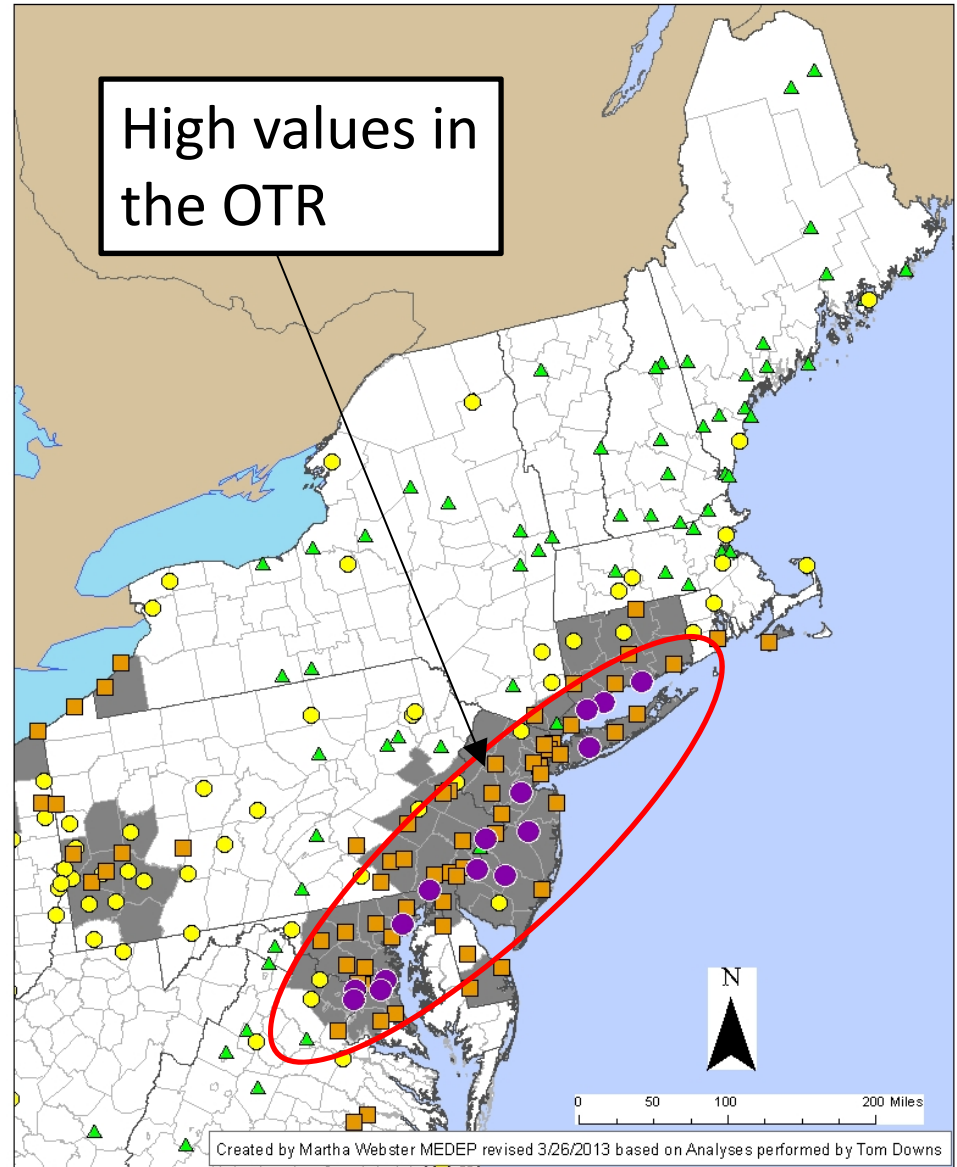 High values in
the OTR
N
0 50 100 200 Miles
Created by Martha Webster MEDEP revised 3/26/2013 based on Analyses performed by Tom Downs